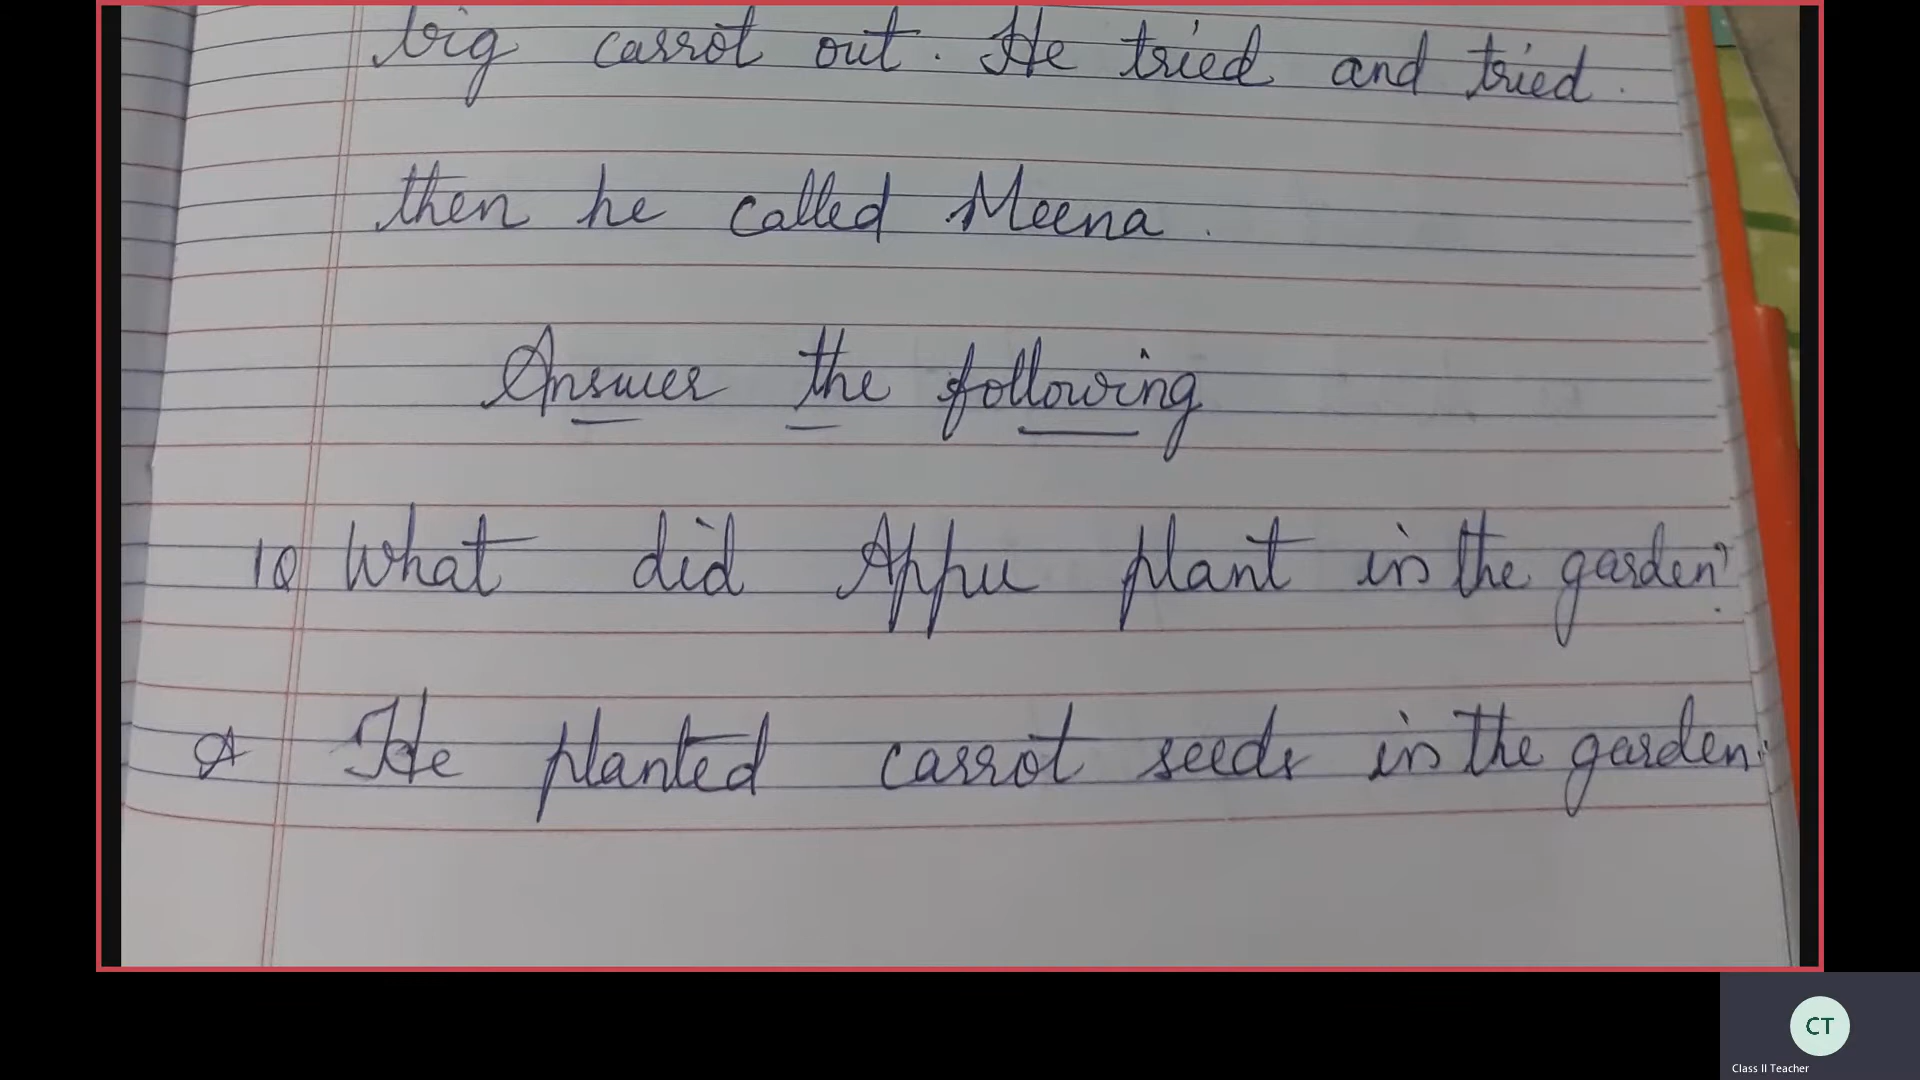 big carrot out. He tried and tried.
then he called Meena.
Answer the following
1Q What did Appu plant in the garden?
A He planted carrot seeds in the garden.
CT
Class II Teacher